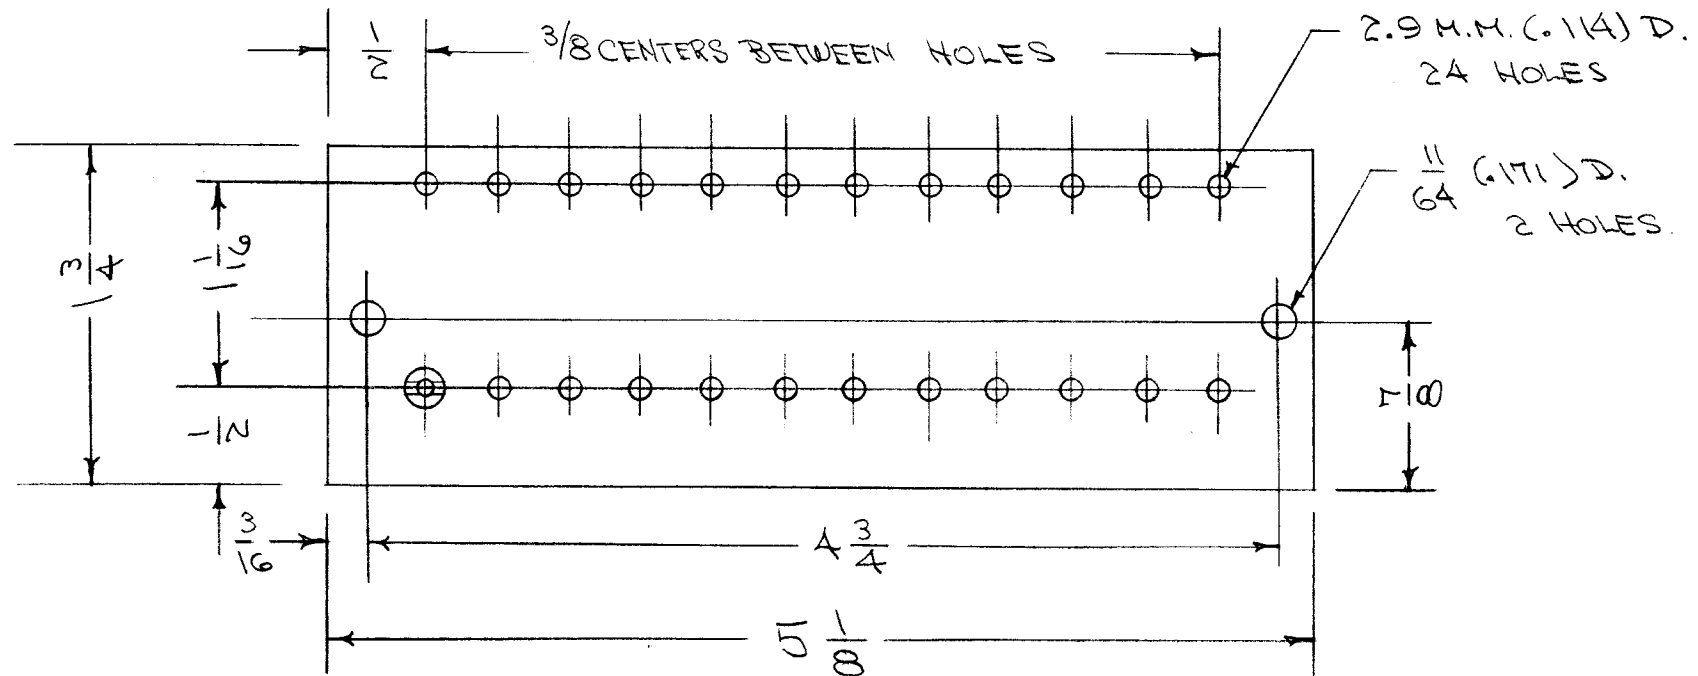 1/2
3/8 CENTERS BETWEEN HOLES
2.9 M.M. (.114) D.
24 HOLES
11/64 (.171) D.
2 HOLES.
1 3/4
1 1/16
1/2
7/8
3/16
4 3/4
5 1/8